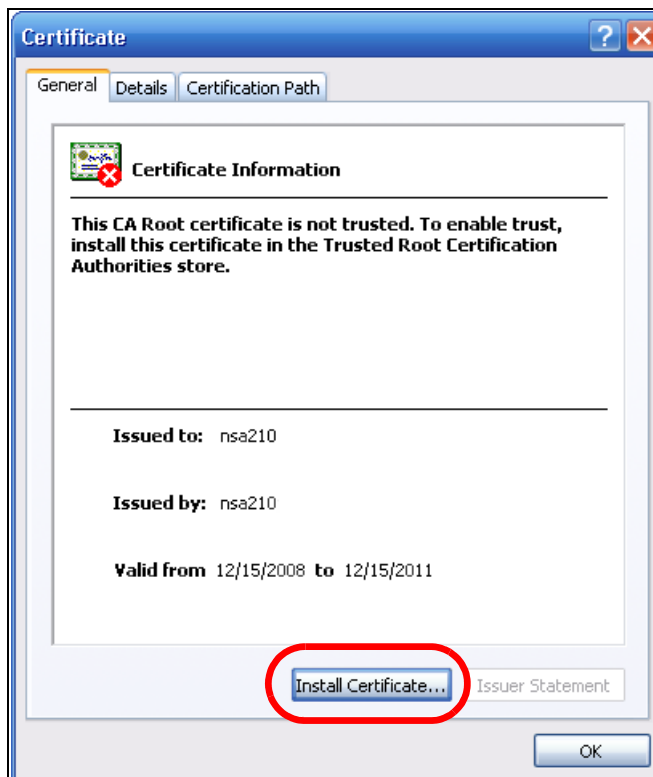 Certificate
General Details Certification Path
Certificate Information
This CA Root certificate is not trusted. To enable trust,
install this certificate in the Trusted Root Certification
Authorities store.
Issued to: nsa210
Issued by: nsa210
Valid from 12/15/2008 to 12/15/2011
Install Certificate... Issuer Statement
OK